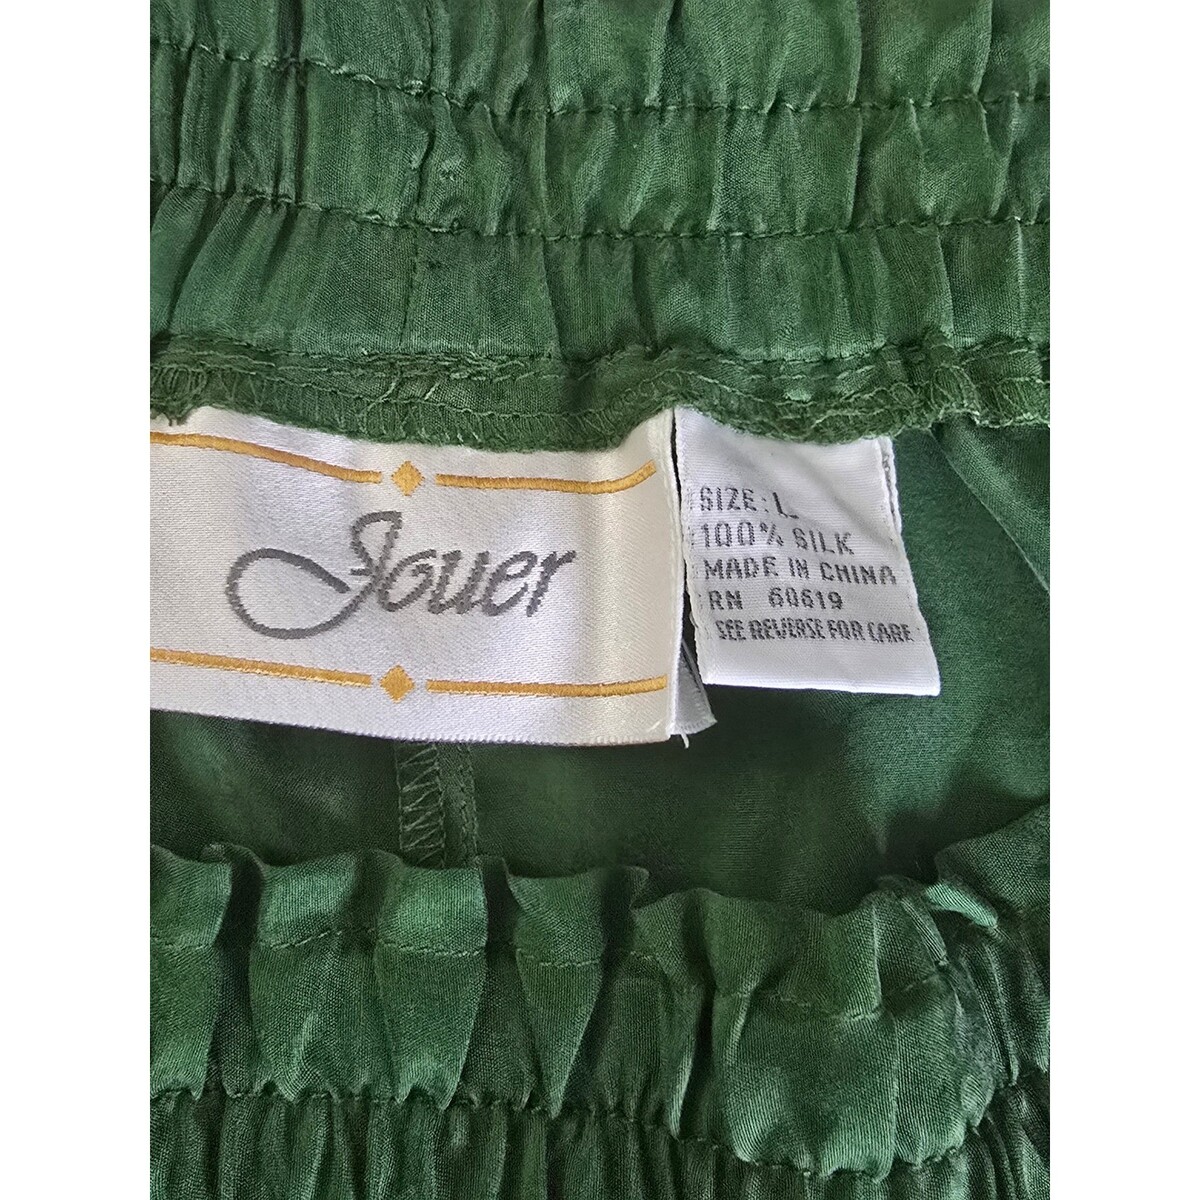 Jouer
SIZE: L
100% SILK
MADE IN CHINA
RN 60619
SEE REVERSE FOR CARE